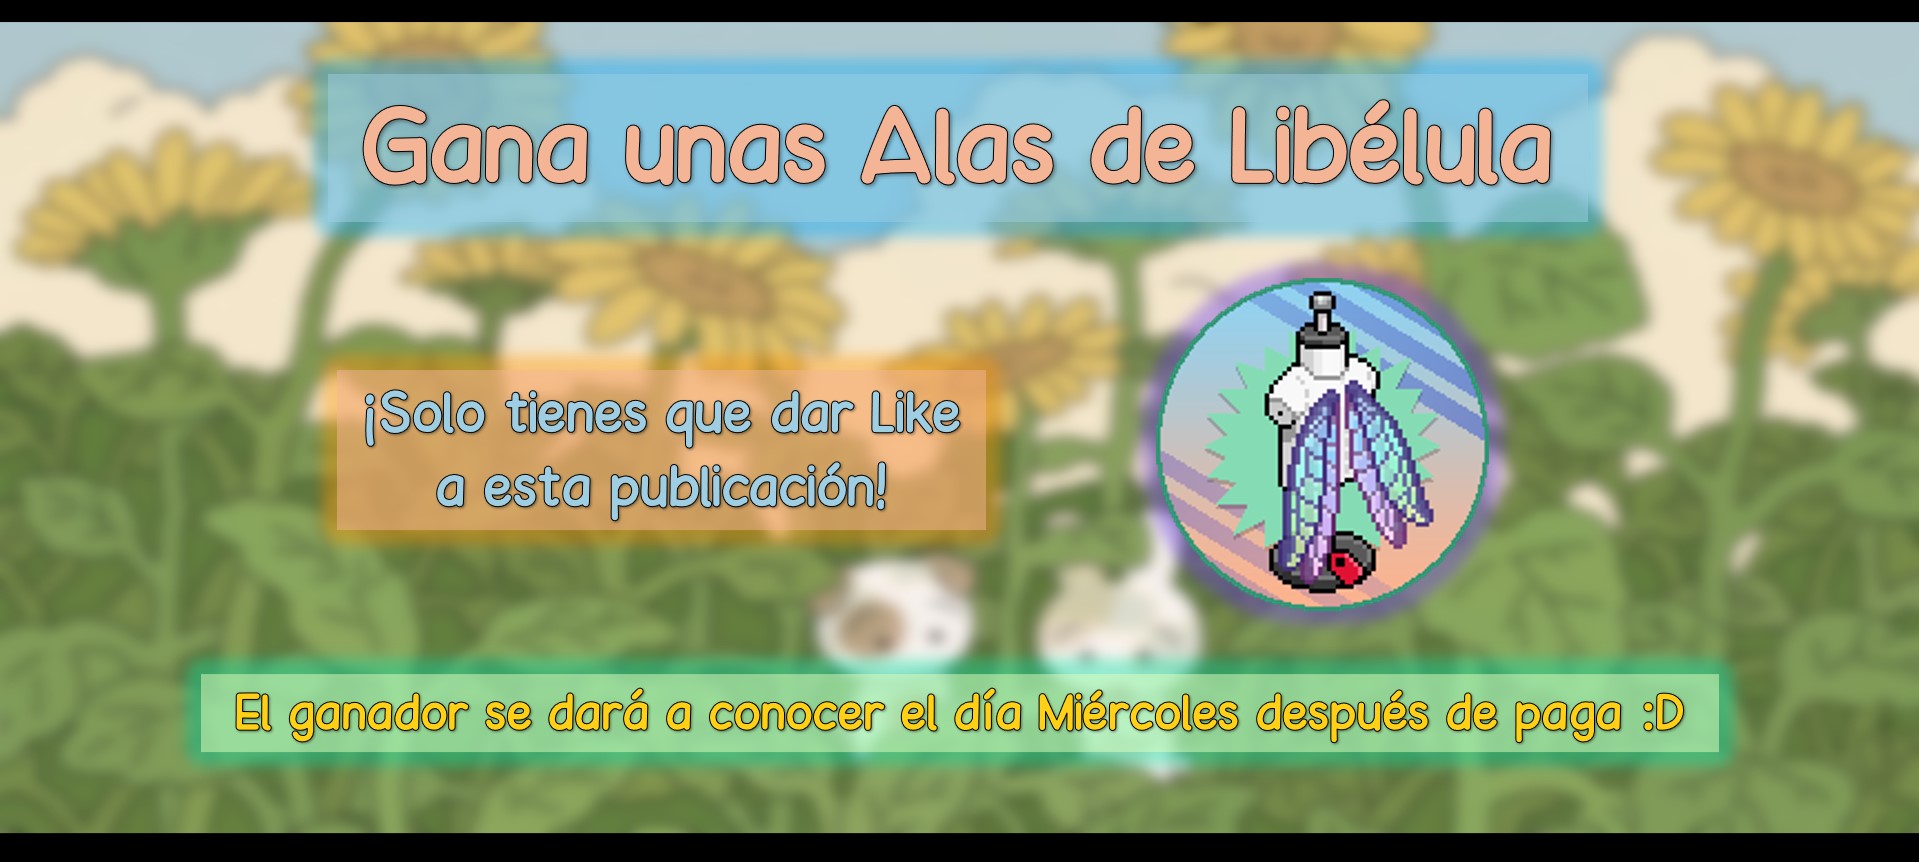 Gana unas Alas de Libélula
¡Solo tienes que dar Like
a esta publicación!
El ganador se dará a conocer el día Miércoles después de paga :D